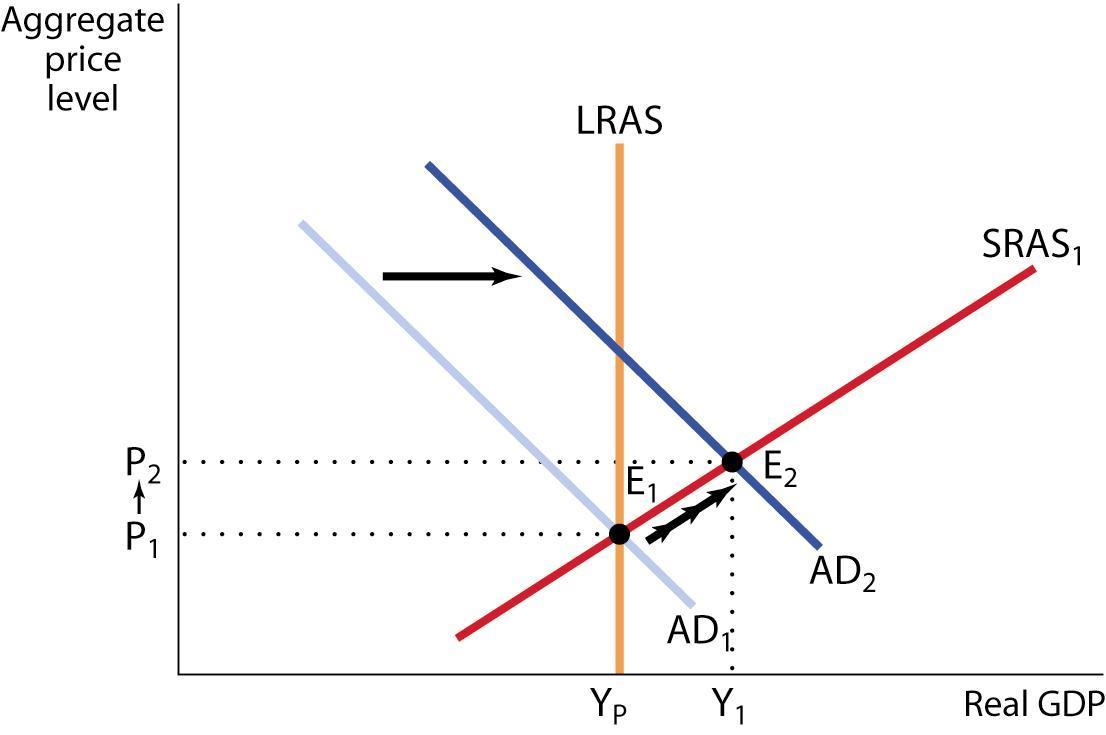 Aggregate
price
level
LRAS
SRAS₁
P₂
E₁
E₂
P₁
AD₂
AD₁
Yₚ
Y₁
Real GDP